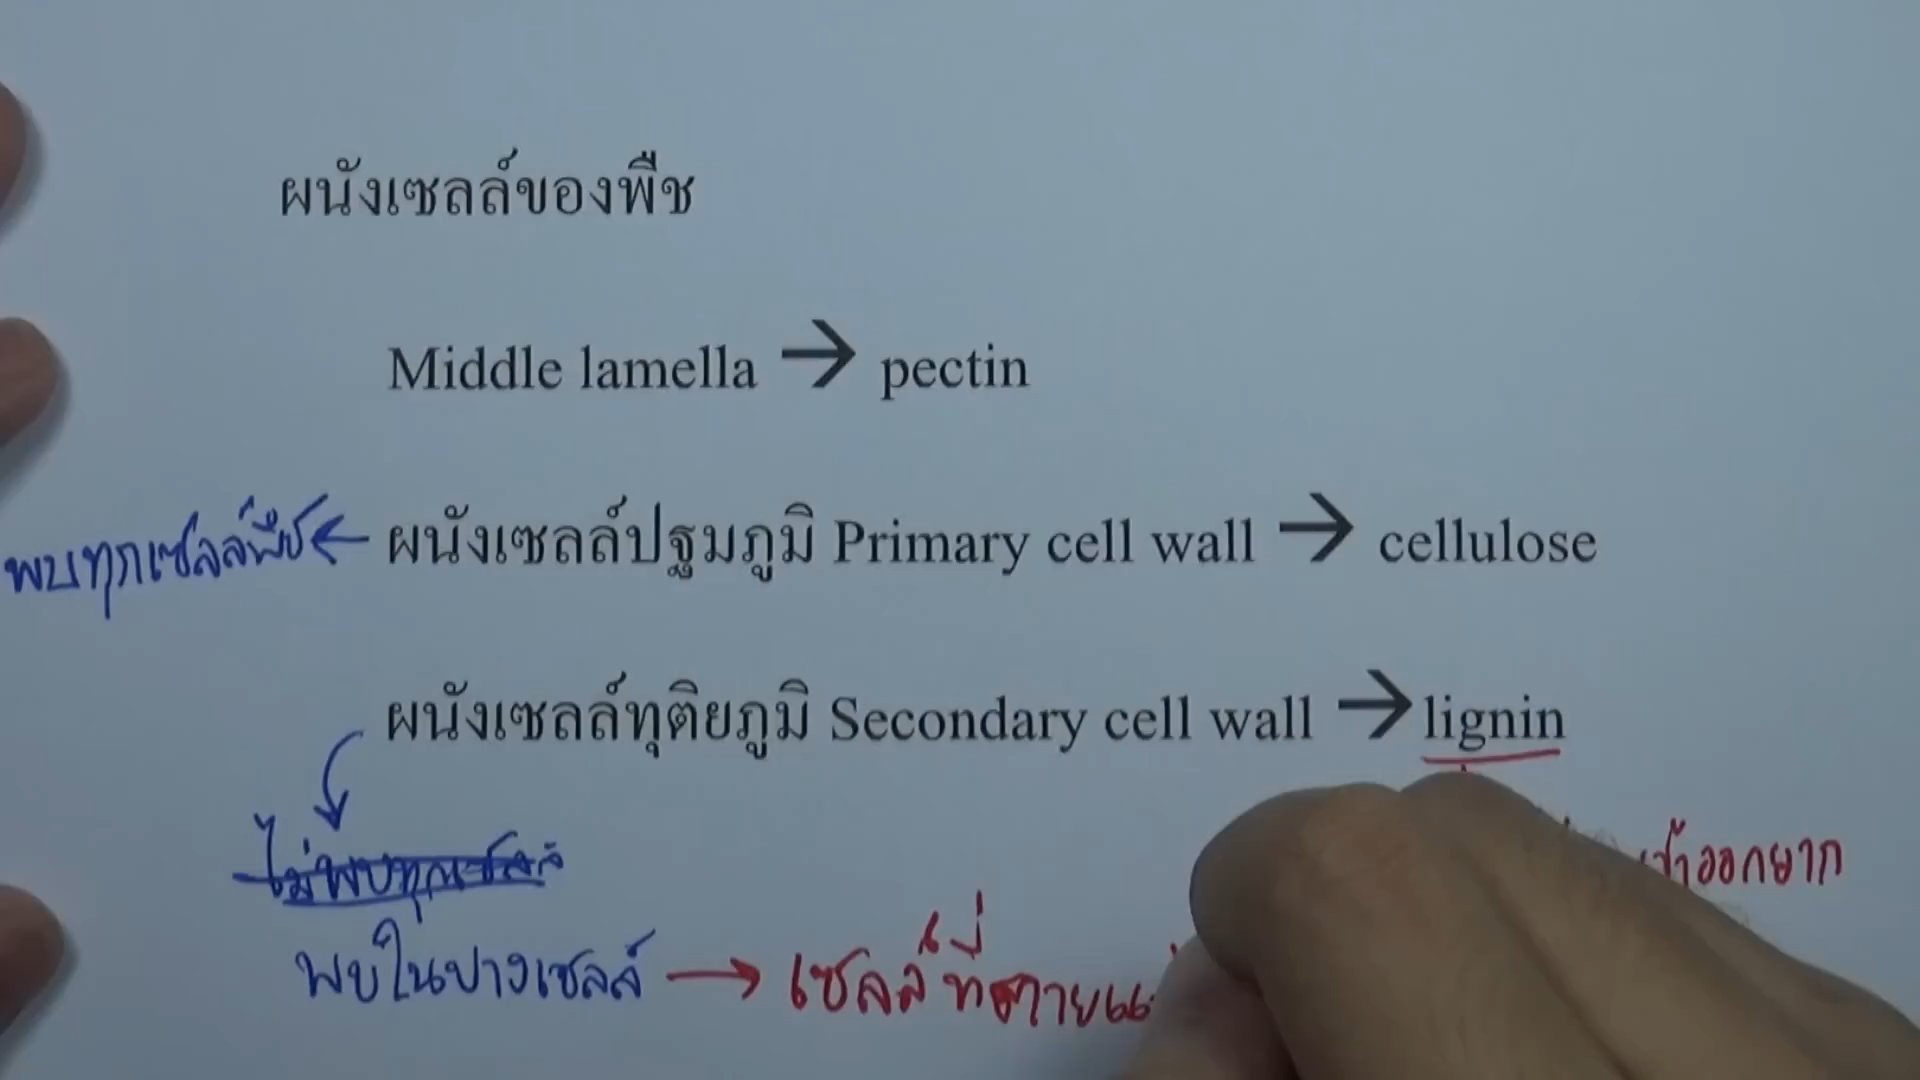 ผนังเซลล์ของพืช
Middle lamella → pectin
พบทุกเซลล์พืช ← ผนังเซลล์ปฐมภูมิ Primary cell wall → cellulose
ผนังเซลล์ทุติยภูมิ Secondary cell wall → lignin
ไม่พบทุกเซลล์
เข้าออกยาก
พบในบางเซลล์ → เซลล์ที่ตาย